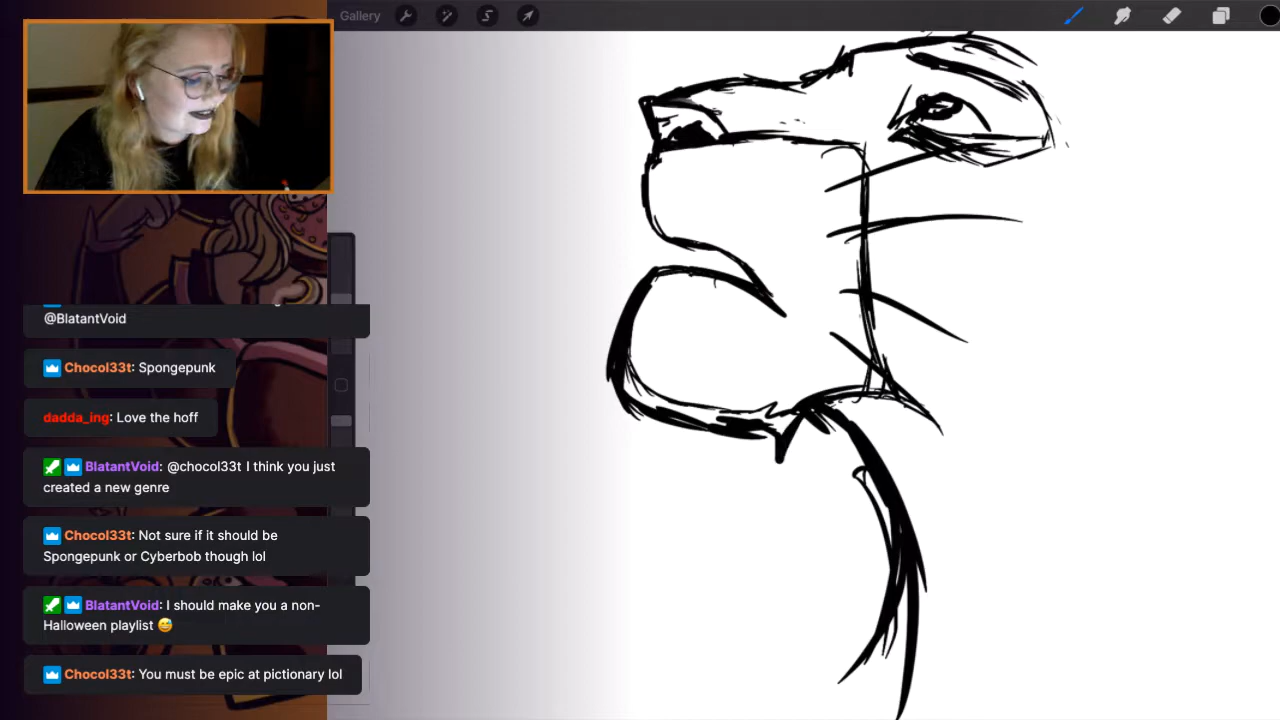 Gallery
@BlatantVoid
Chocol33t: Spongepunk
dadda_ing: Love the hoff
BlatantVoid: @chocol33t I think you just
created a new genre
Chocol33t: Not sure if it should be
Spongepunk or Cyberbob though lol
BlatantVoid: I should make you a non-
Halloween playlist 😅
Chocol33t: You must be epic at pictionary lol